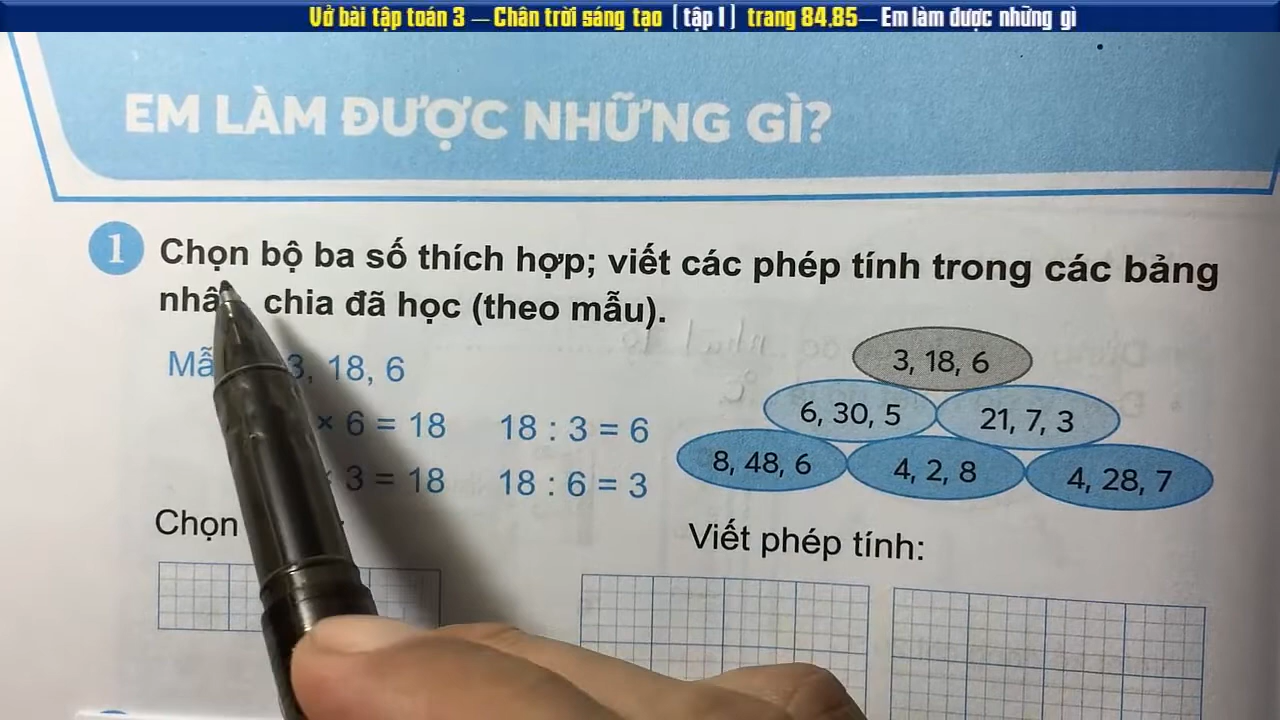 Vở bài tập toán 3 – Chân trời sáng tạo (tập 1) trang 84,85– Em làm được những gì
EM LÀM ĐƯỢC NHỮNG GÌ?
1 Chọn bộ ba số thích hợp; viết các phép tính trong các bảng
chia đã học (theo mẫu).
3, 18, 6
× 6 = 18 18 : 3 = 6
× 3 = 18 18 : 6 = 3
3, 18, 6
6, 30, 5 21, 7, 3
8, 48, 6 4, 2, 8 4, 28, 7
Chọn
Viết phép tính: